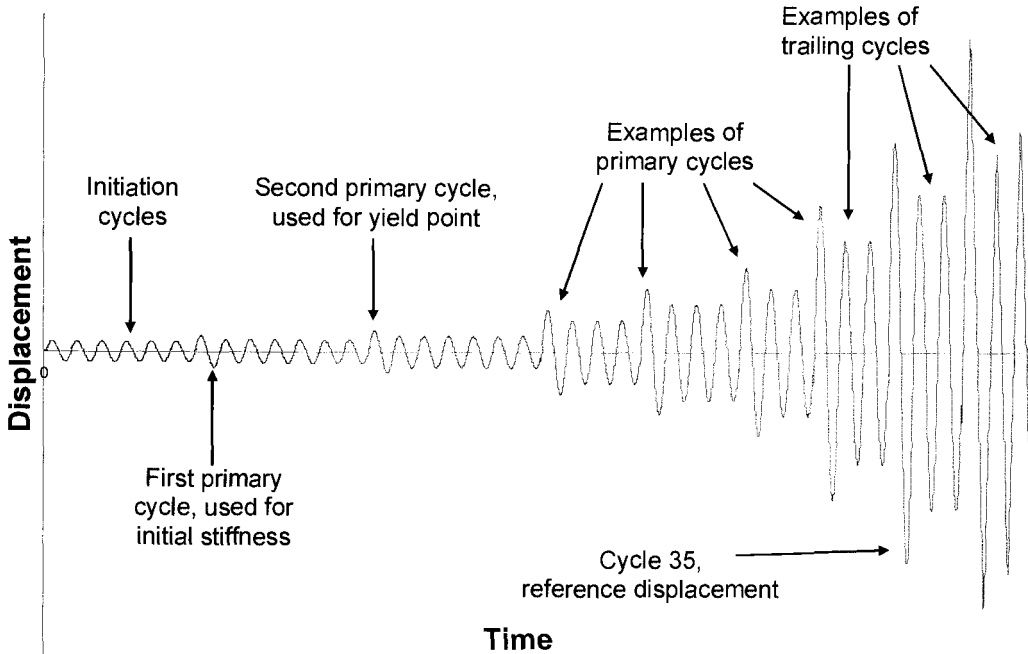 Examples of
trailing cycles
Examples of
primary cycles
Initiation
cycles
Second primary cycle,
used for yield point
Displacement
0
First primary
cycle, used for
initial stiffness
Cycle 35,
reference displacement
Time